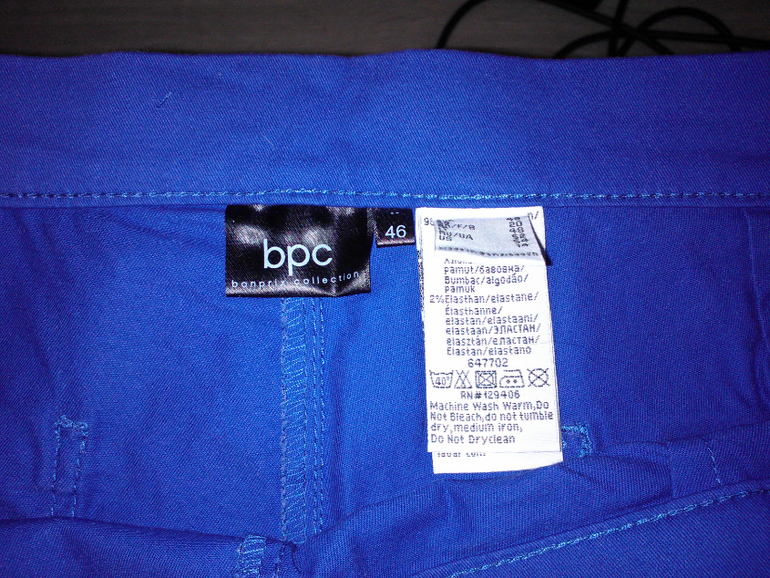 bpc
bonprix collection
46
pamut/бавовна/
Bumbac/algodão/
pamuk
2%Elasthan/elastane/
Élasthanne/
elastan/elastaani/
elastaan/ЭЛАСТАН/
elasztán/еластан/
Elastan/elastano
647702
40
RN#129406
Machine Wash Warm,Do
Not Bleach,do not tumble
dry,medium iron,
Do Not Dryclean